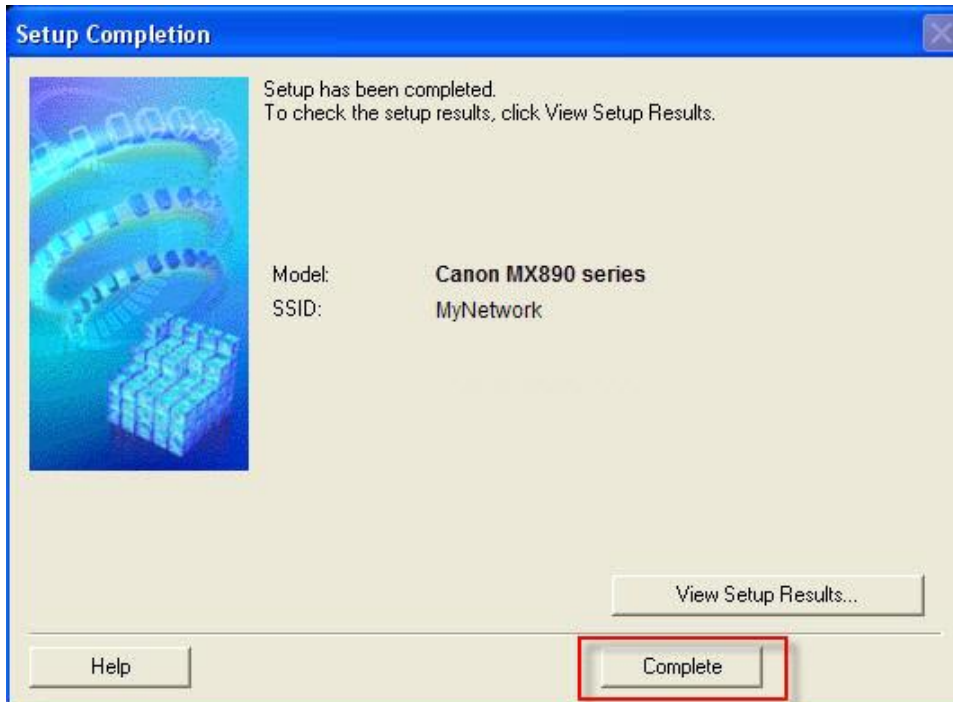 Setup Completion
Setup has been completed.
To check the setup results, click View Setup Results.
Model: Canon MX890 series
SSID: MyNetwork
View Setup Results...
Help Complete